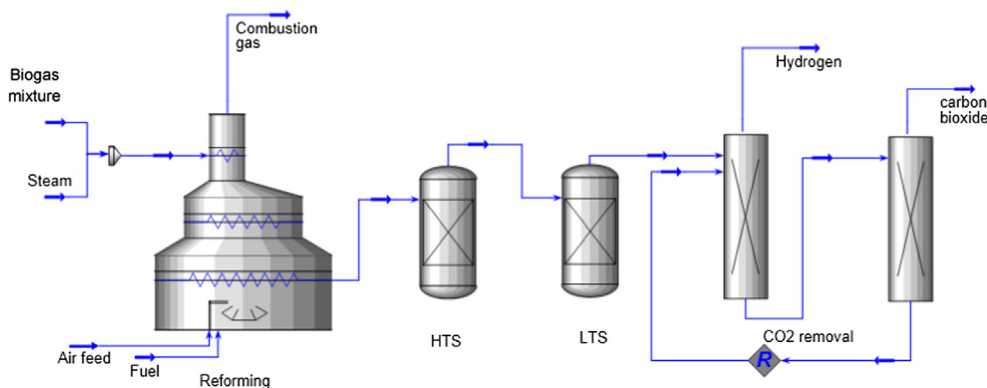 Combustion
gas
Biogas
mixture
Steam
Hydrogen
carbon
bioxide
HTS
LTS
CO2 removal
R
Air feed
Fuel
Reforming